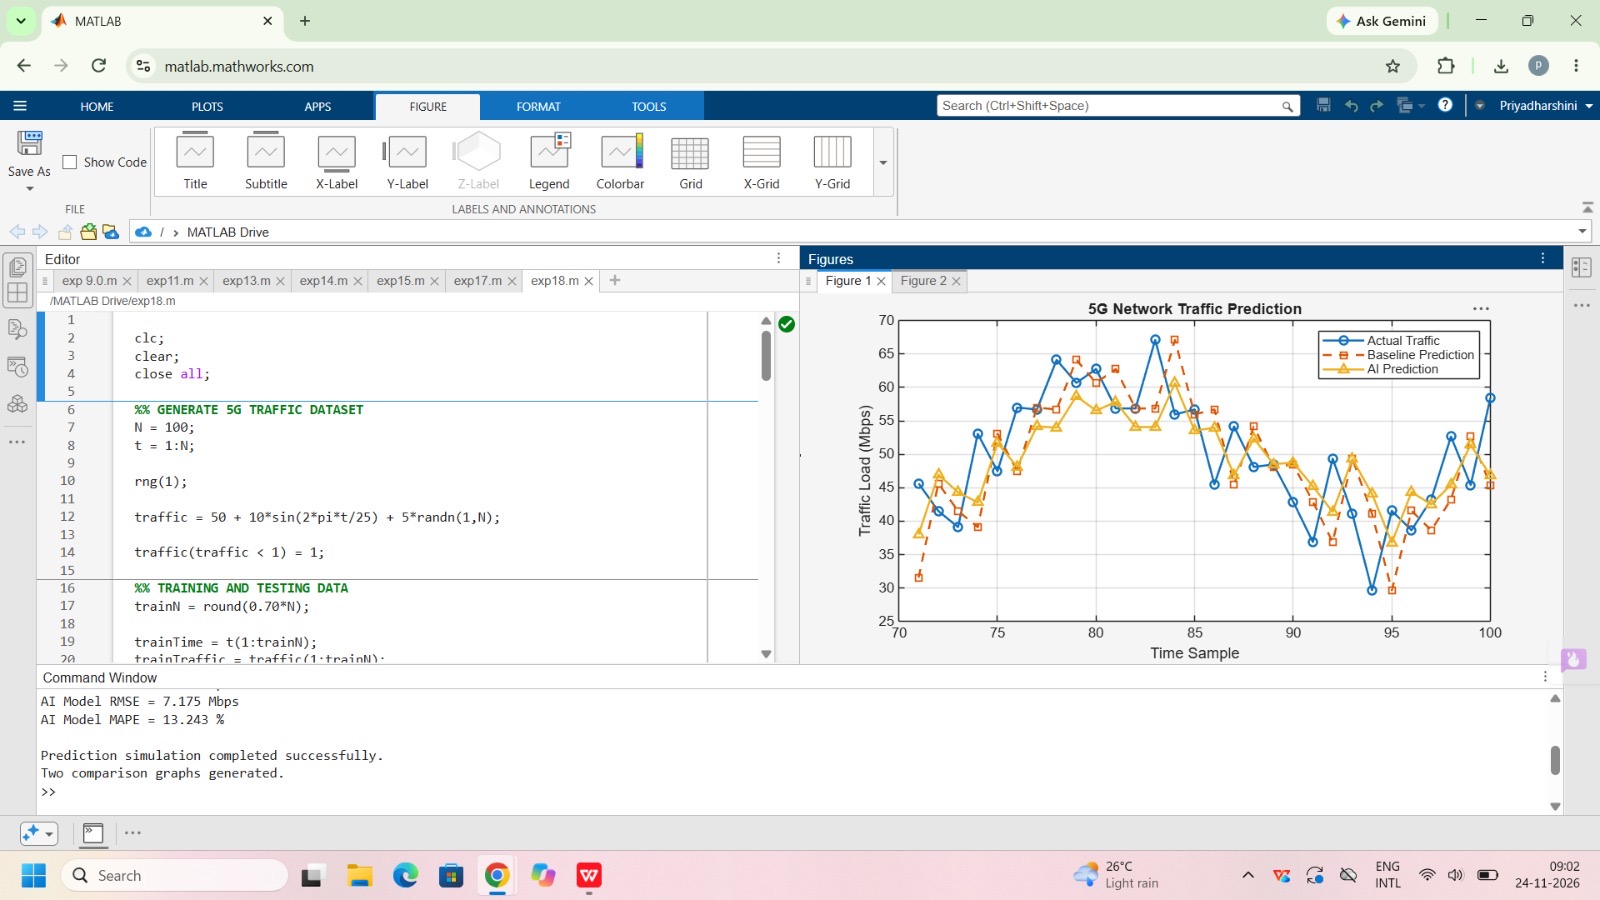 MATLAB
Ask Gemini
matlab.mathworks.com
P
HOME PLOTS APPS FIGURE FORMAT TOOLS
Search (Ctrl+Shift+Space)
Priyadharshini
Save As
Show Code
Title Subtitle X-Label Y-Label Z-Label Legend Colorbar Grid X-Grid Y-Grid
FILE
LABELS AND ANNOTATIONS
/ › MATLAB Drive
Editor
exp 9.0.m exp11.m exp13.m exp14.m exp15.m exp17.m exp18.m
/MATLAB Drive/exp18.m
1
2 clc;
3 clear;
4 close all;
5
6 %% GENERATE 5G TRAFFIC DATASET
7 N = 100;
8 t = 1:N;
9
10 rng(1);
11
12 traffic = 50 + 10*sin(2*pi*t/25) + 5*randn(1,N);
13
14 traffic(traffic < 1) = 1;
15
16 %% TRAINING AND TESTING DATA
17 trainN = round(0.70*N);
18
19 trainTime = t(1:trainN);
20 trainTraffic = traffic(1:trainN);
Figures
Figure 1 Figure 2
5G Network Traffic Prediction
Actual Traffic
Baseline Prediction
AI Prediction
Traffic Load (Mbps)
70
65
60
55
50
45
40
35
30
25
70 75 80 85 90 95 100
Time Sample
Command Window
AI Model RMSE = 7.175 Mbps
AI Model MAPE = 13.243 %
Prediction simulation completed successfully.
Two comparison graphs generated.
>>
Search
26°C
Light rain
ENG
INTL
09:02
24-11-2026